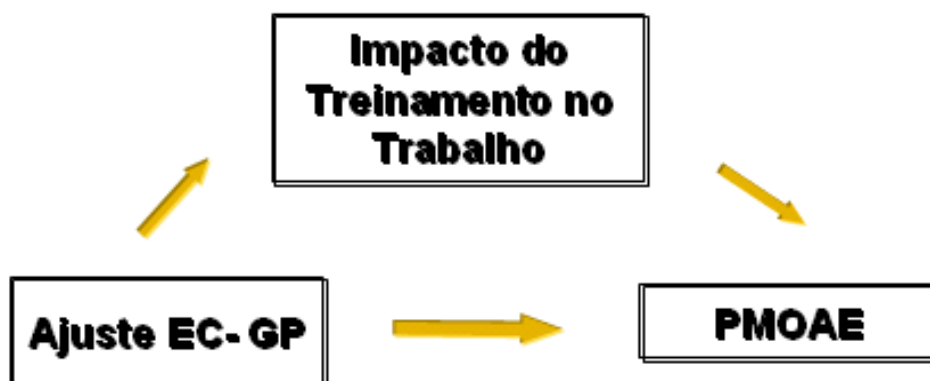 Impacto do
Treinamento no
Trabalho
Ajuste EC- GP
PMOAE